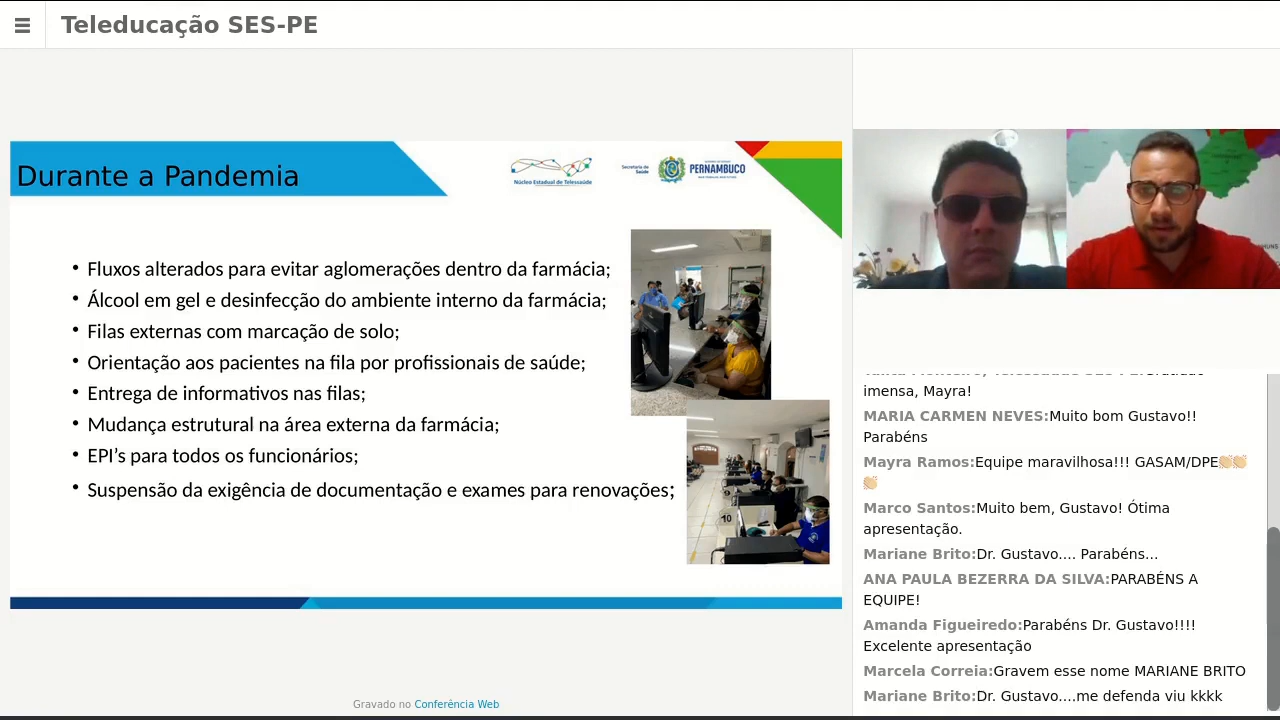 Teleducação SES-PE
Durante a Pandemia
Núcleo Estadual de Telessaúde
Secretaria de
Saúde
PERNAMBUCO
• Fluxos alterados para evitar aglomerações dentro da farmácia;
• Álcool em gel e desinfecção do ambiente interno da farmácia;
• Filas externas com marcação de solo;
• Orientação aos pacientes na fila por profissionais de saúde;
• Entrega de informativos nas filas;
• Mudança estrutural na área externa da farmácia;
• EPI’s para todos os funcionários;
• Suspensão da exigência de documentação e exames para renovações;
10
Gravado no Conferência Web
imensa, Mayra!
MARIA CARMEN NEVES:Muito bom Gustavo!!
Parabéns
Mayra Ramos:Equipe maravilhosa!!! GASAM/DPE👏🏼👏🏼
👏🏼
Marco Santos:Muito bem, Gustavo! Ótima
apresentação.
Mariane Brito:Dr. Gustavo.... Parabéns...
ANA PAULA BEZERRA DA SILVA:PARABÉNS A
EQUIPE!
Amanda Figueiredo:Parabéns Dr. Gustavo!!!!
Excelente apresentação
Marcela Correia:Gravem esse nome MARIANE BRITO
Mariane Brito:Dr. Gustavo....me defenda viu kkkk